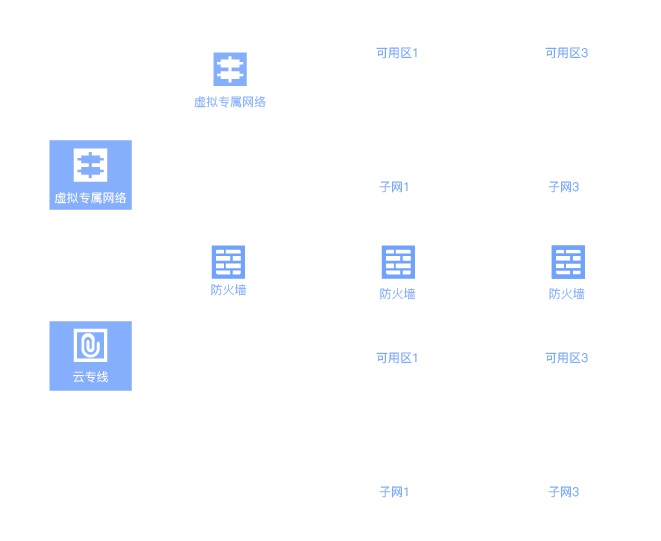 可用区1
可用区3
虚拟专属网络
虚拟专属网络
子网1
子网3
防火墙
防火墙
防火墙
云专线
可用区1
可用区3
子网1
子网3